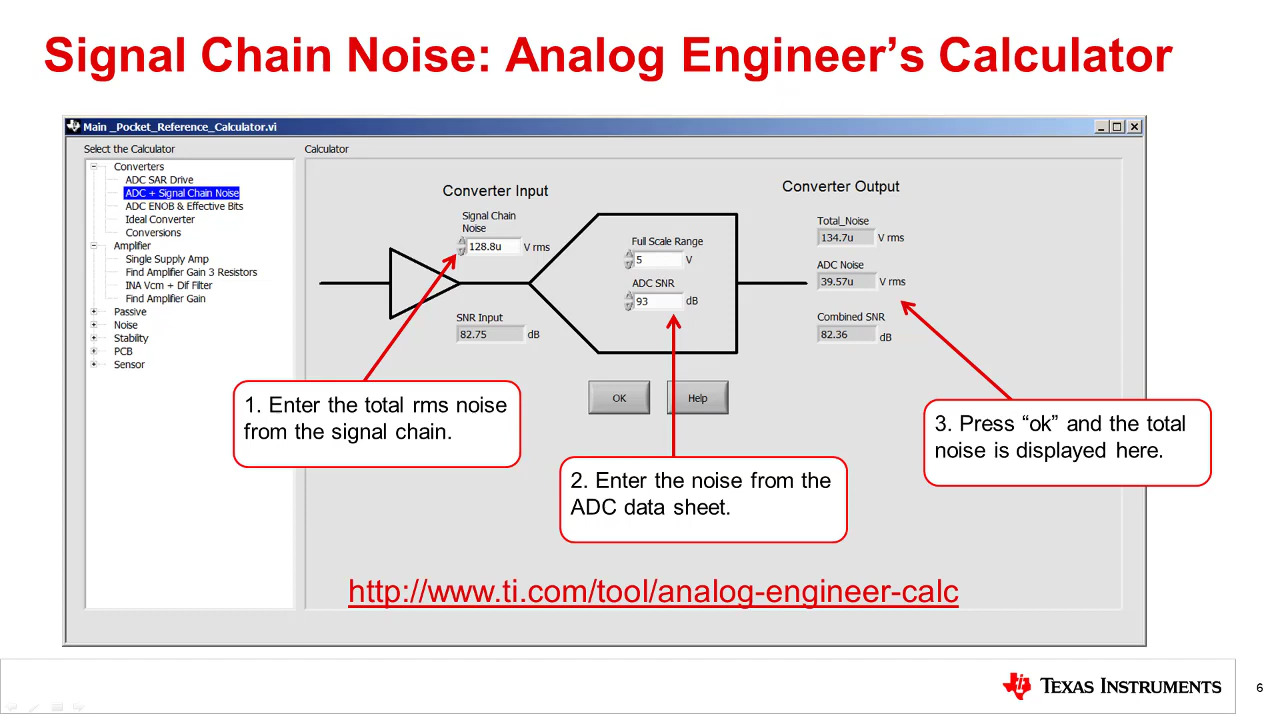 Signal Chain Noise: Analog Engineer’s Calculator
Main _Pocket_Reference_Calculator.vi
Select the Calculator
Converters
ADC SAR Drive
ADC + Signal Chain Noise
ADC ENOB & Effective Bits
Ideal Converter
Conversions
Amplifier
Single Supply Amp
Find Amplifier Gain 3 Resistors
INA Vcm + Dif Filter
Find Amplifier Gain
Passive
Noise
Stability
PCB
Sensor
Calculator
Converter Input
Signal Chain
Noise
128.8u V rms
SNR Input
82.75 dB
Full Scale Range
5 V
ADC SNR
93 dB
Converter Output
Total_Noise
134.7u V rms
ADC Noise
39.57u V rms
Combined SNR
82.36 dB
OK
Help
1. Enter the total rms noise
from the signal chain.
2. Enter the noise from the
ADC data sheet.
3. Press “ok” and the total
noise is displayed here.
http://www.ti.com/tool/analog-engineer-calc
TEXAS INSTRUMENTS
6